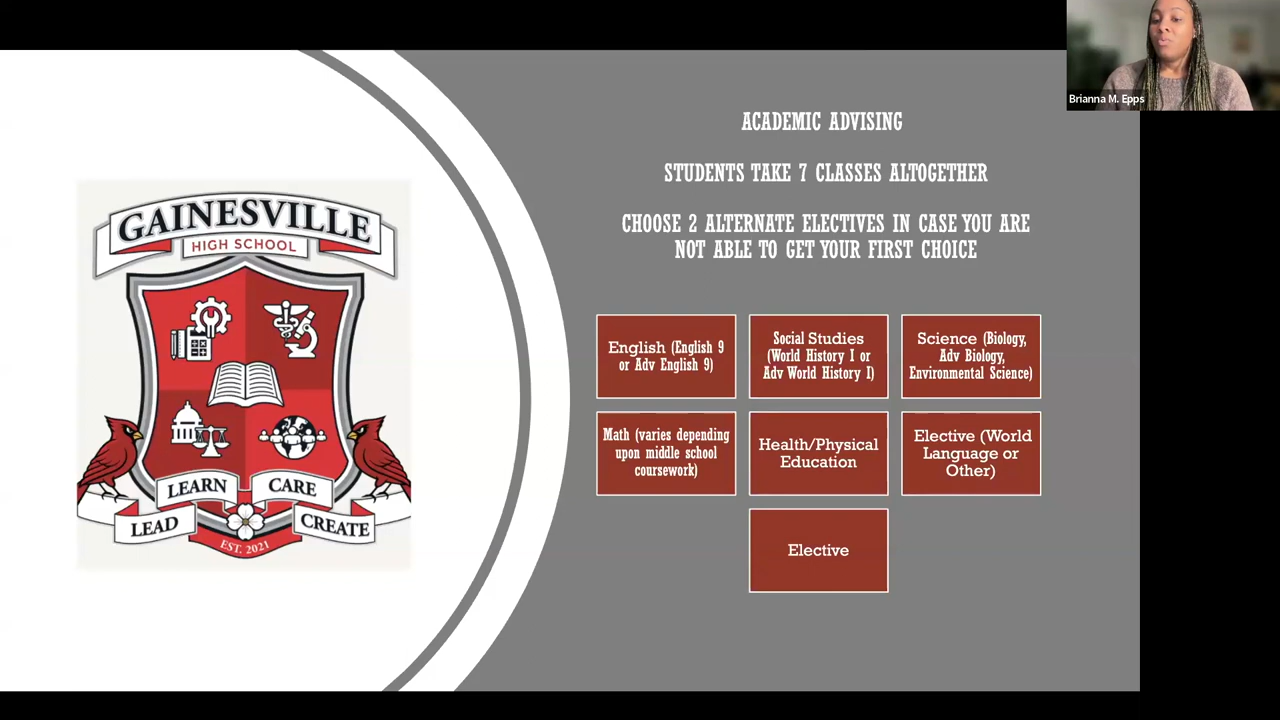 Brianna M. Epps
ACADEMIC ADVISING
STUDENTS TAKE 7 CLASSES ALTOGETHER
CHOOSE 2 ALTERNATE ELECTIVES IN CASE YOU ARE
NOT ABLE TO GET YOUR FIRST CHOICE
GAINESVILLE
HIGH SCHOOL
LEARN
CARE
LEAD
CREATE
EST. 2021
English (English 9
or Adv English 9)
Social Studies
(World History I or
Adv World History I)
Science (Biology,
Adv Biology,
Environmental Science)
Math (varies depending
upon middle school
coursework)
Health/Physical
Education
Elective (World
Language or
Other)
Elective